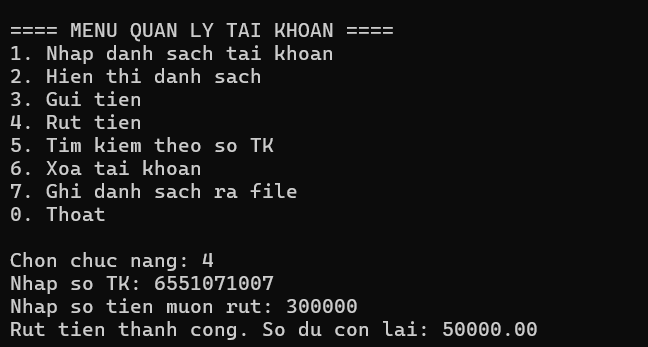 ==== MENU QUAN LY TAI KHOAN ====
1. Nhap danh sach tai khoan
2. Hien thi danh sach
3. Gui tien
4. Rut tien
5. Tim kiem theo so TK
6. Xoa tai khoan
7. Ghi danh sach ra file
0. Thoat
Chon chuc nang: 4
Nhap so TK: 6551071007
Nhap so tien muon rut: 300000
Rut tien thanh cong. So du con lai: 50000.00